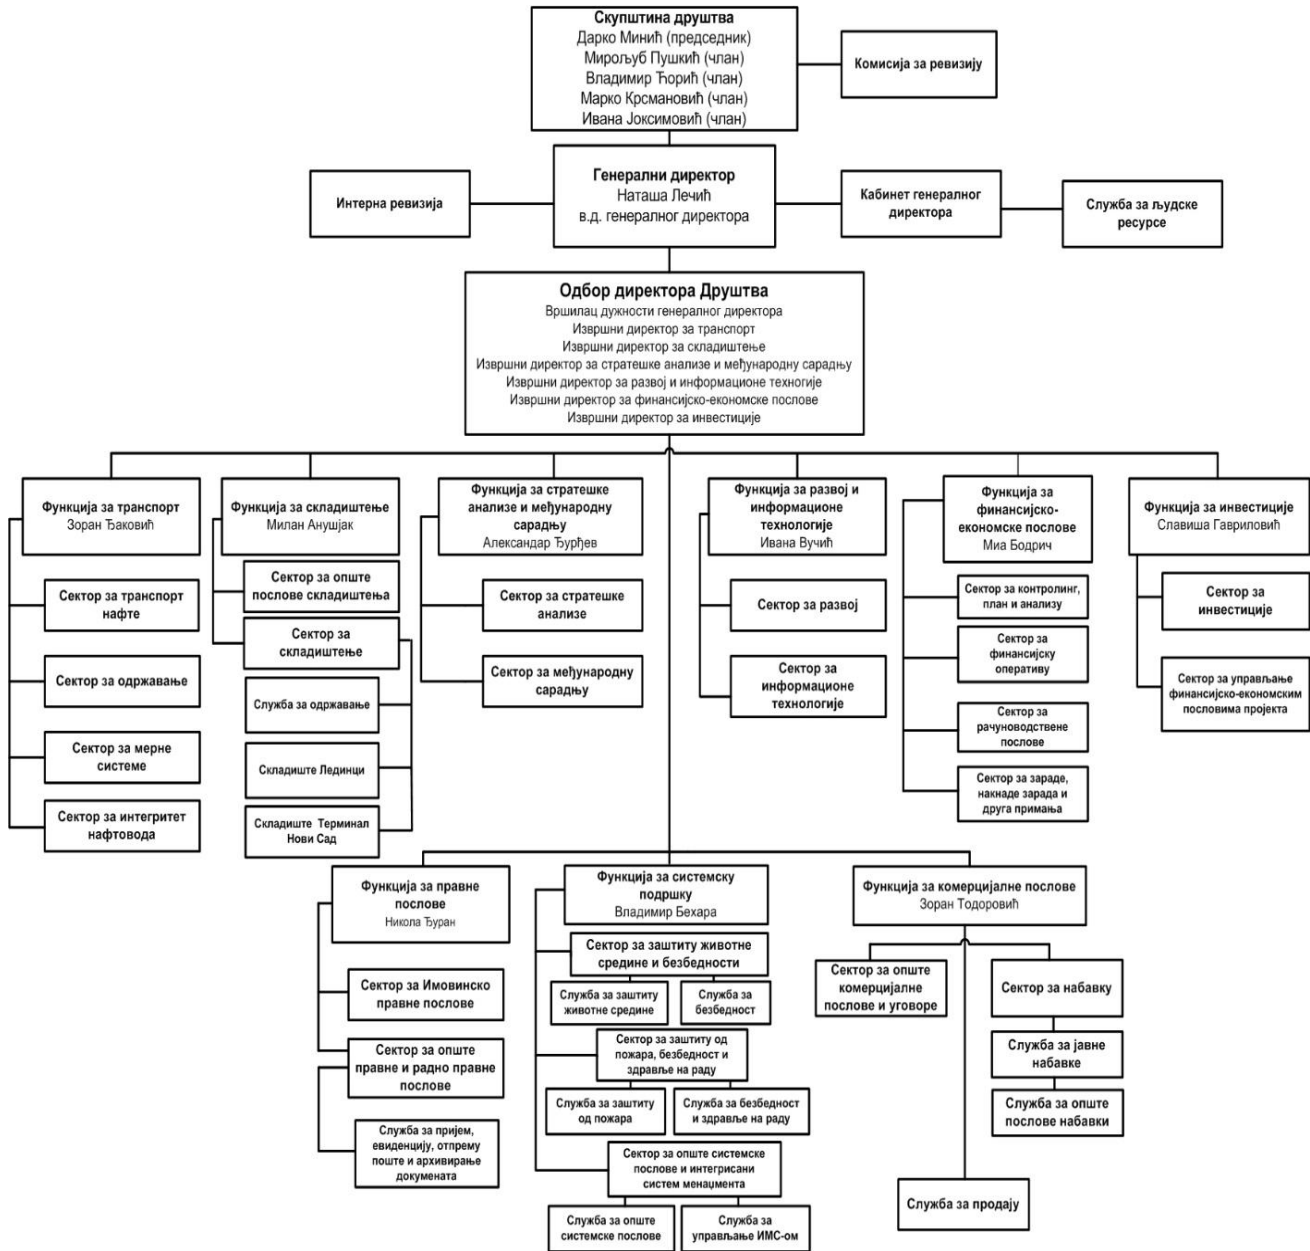 Скупштина друштва
Дарко Минић (председник)
Мирољуб Пушкић (члан)
Владимир Ћорић (члан)
Марко Крсмановић (члан)
Ивана Јоксимовић (члан)
Комисија за ревизију
Генерални директор
Наташа Лечић
в.д. генералног директора
Интерна ревизија
Кабинет генералног
директора
Служба за људске
ресурсе
Одбор директора Друштва
Вршилац дужности генералног директора
Извршни директор за транспорт
Извршни директор за складиштење
Извршни директор за стратешке анализе и међународну сарадњу
Извршни директор за развој и информационе техногије
Извршни директор за финансијско-економске послове
Извршни директор за инвестиције
Функција за транспорт
Зоран Ђаковић
Сектор за транспорт
нафте
Сектор за одржавање
Сектор за мерне
системе
Сектор за интегритет
нафтовода
Функција за складиштење
Милан Анушјак
Сектор за опште
послове складиштења
Сектор за
складиштење
Служба за одржавање
Складиште Лединци
Складиште Терминал
Нови Сад
Функција за стратешке
анализе и међународну
сарадњу
Александар Ђурђев
Сектор за стратешке
анализе
Сектор за међународну
сарадњу
Функција за развој и
информационе
технологије
Ивана Вучић
Сектор за развој
Сектор за
информационе
технологије
Функција за
финансијско-
економске послове
Миа Бодрич
Сектор за контролинг,
план и анализу
Сектор за
финансијску
оперативу
Сектор за
рачуноводствене
послове
Сектор за зараде,
накнаде зарада и
друга примања
Функција за инвестиције
Славиша Гавриловић
Сектор за
инвестиције
Сектор за управљање
финансијско-економским
пословима пројекта
Функција за правне
послове
Никола Ђуран
Сектор за Имовинско
правне послове
Сектор за опште
правне и радно правне
послове
Служба за пријем,
евиденцију, отпрему
поште и архивирање
докумената
Функција за системску
подршку
Владимир Бехара
Сектор за заштиту животне
средине и безбедности
Служба за заштиту
животне средине
Служба за
безбедност
Сектор за заштиту од
пожара, безбедност и
здравље на раду
Служба за заштиту
од пожара
Служба за безбедност
и здравље на раду
Сектор за опште системске
послове и интегрисани
систем менаџмента
Служба за опште
системске послове
Служба за
управљање ИМС-ом
Функција за комерцијалне послове
Зоран Тодоровић
Сектор за опште
комерцијалне
послове и уговоре
Сектор за набавку
Служба за јавне
набавке
Служба за опште
послове набавки
Служба за продају